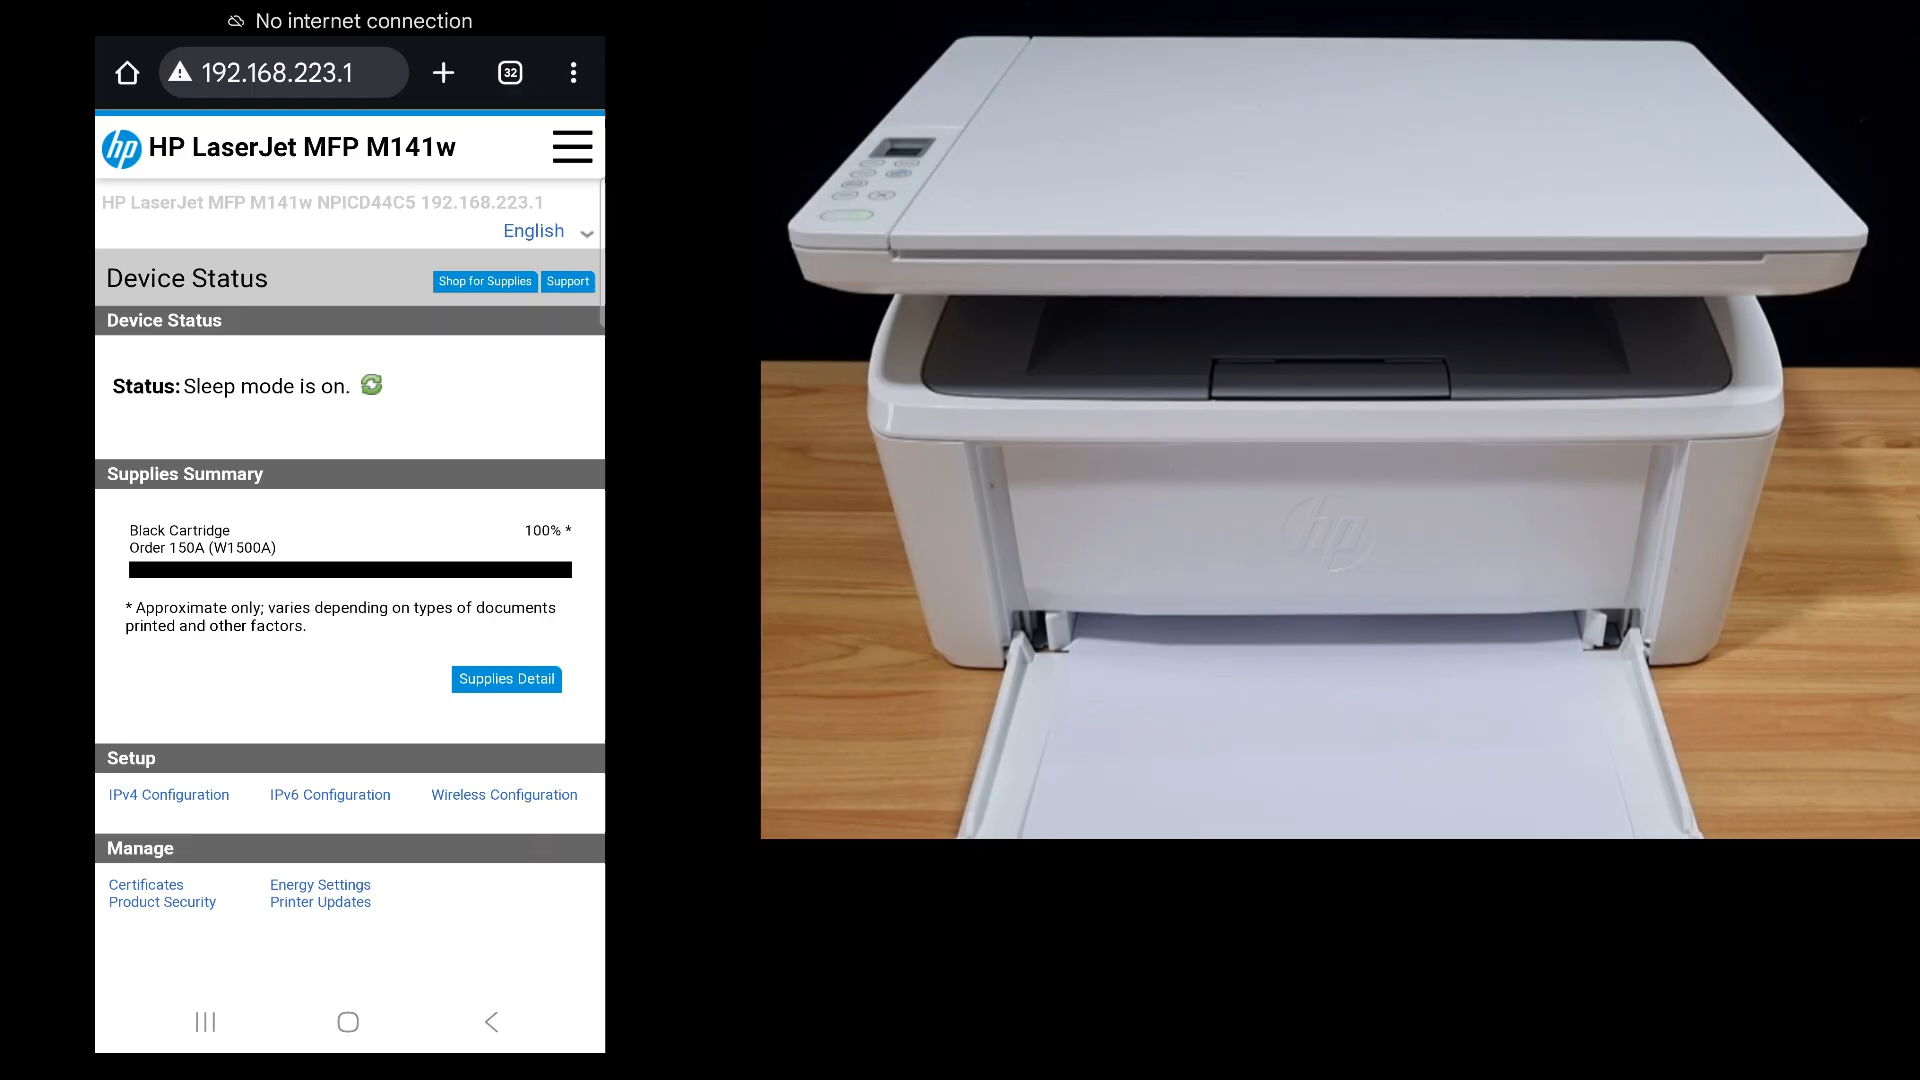 No internet connection
192.168.223.1
32
hp HP LaserJet MFP M141w
HP LaserJet MFP M141w NPICD44C5 192.168.223.1
English
Device Status
Shop for Supplies
Support
Device Status
Status: Sleep mode is on.
Supplies Summary
Black Cartridge 100% *
Order 150A (W1500A)
* Approximate only; varies depending on types of documents
printed and other factors.
Supplies Detail
Setup
IPv4 Configuration IPv6 Configuration Wireless Configuration
Manage
Certificates Energy Settings
Product Security Printer Updates
hp